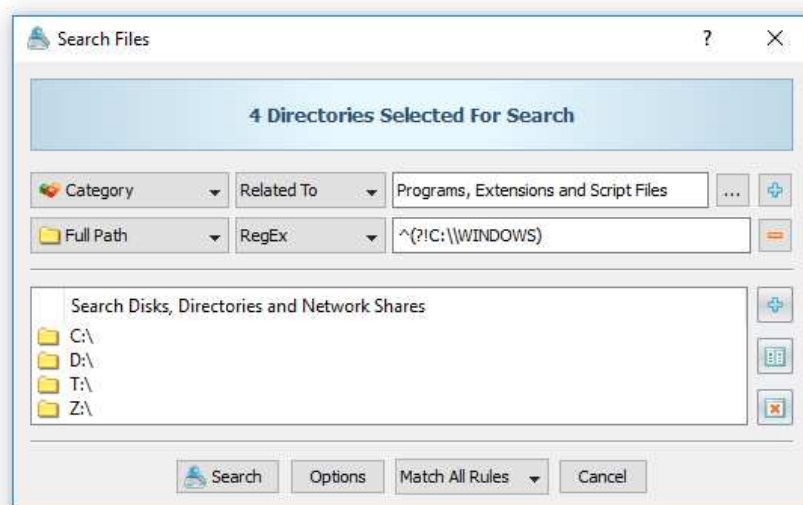 Search Files ?
4 Directories Selected For Search
Category Related To Programs, Extensions and Script Files ...
Full Path RegEx ^(?!C:\\WINDOWS)
Search Disks, Directories and Network Shares
C:\
D:\
T:\
Z:\
Search Options Match All Rules Cancel